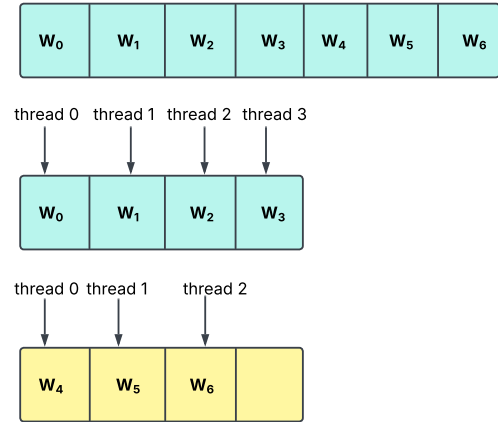 W₀ W₁ W₂ W₃ W₄ W₅ W₆
thread 0 thread 1 thread 2 thread 3
W₀ W₁ W₂ W₃
thread 0 thread 1 thread 2
W₄ W₅ W₆